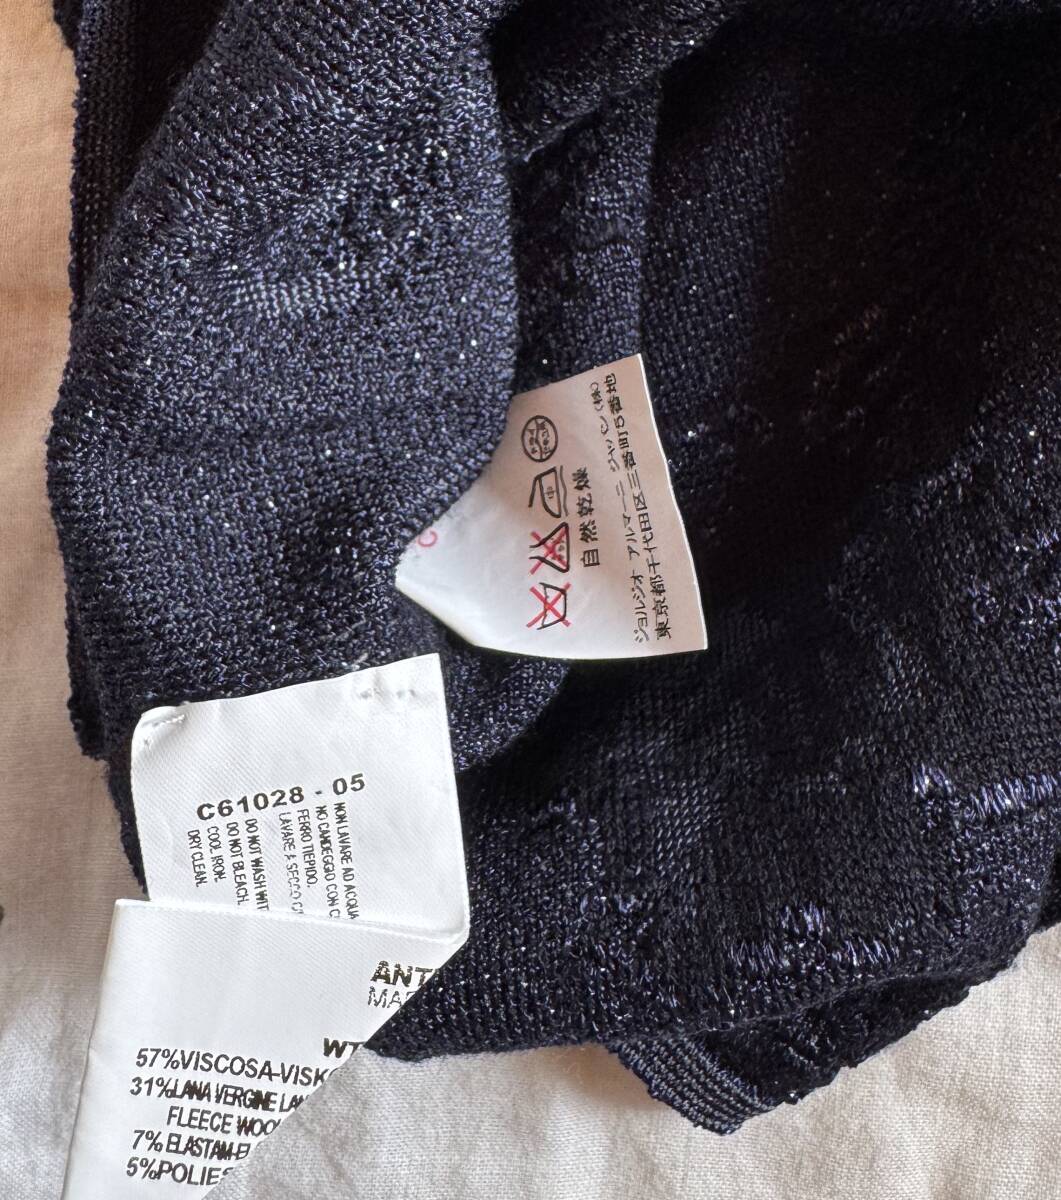 自然乾燥
ジョルジオ アルマーニ ジャパン(株)
東京都千代田区三番町5番地
C61028 - 05
NON LAVARE AD ACQUA
NO CANDEGGIO CON C
FERRO TIEPIDO.
LAVARE A SECCO
DO NOT WASH WIT
DO NOT BLEACH.
COOL IRON.
DRY CLEAN.
ANT
MA
WT
57%VISCOSA-VISK
31%LANA VERGINE LA
FLEECE WOO
7% ELASTAM-E
5%POLIES